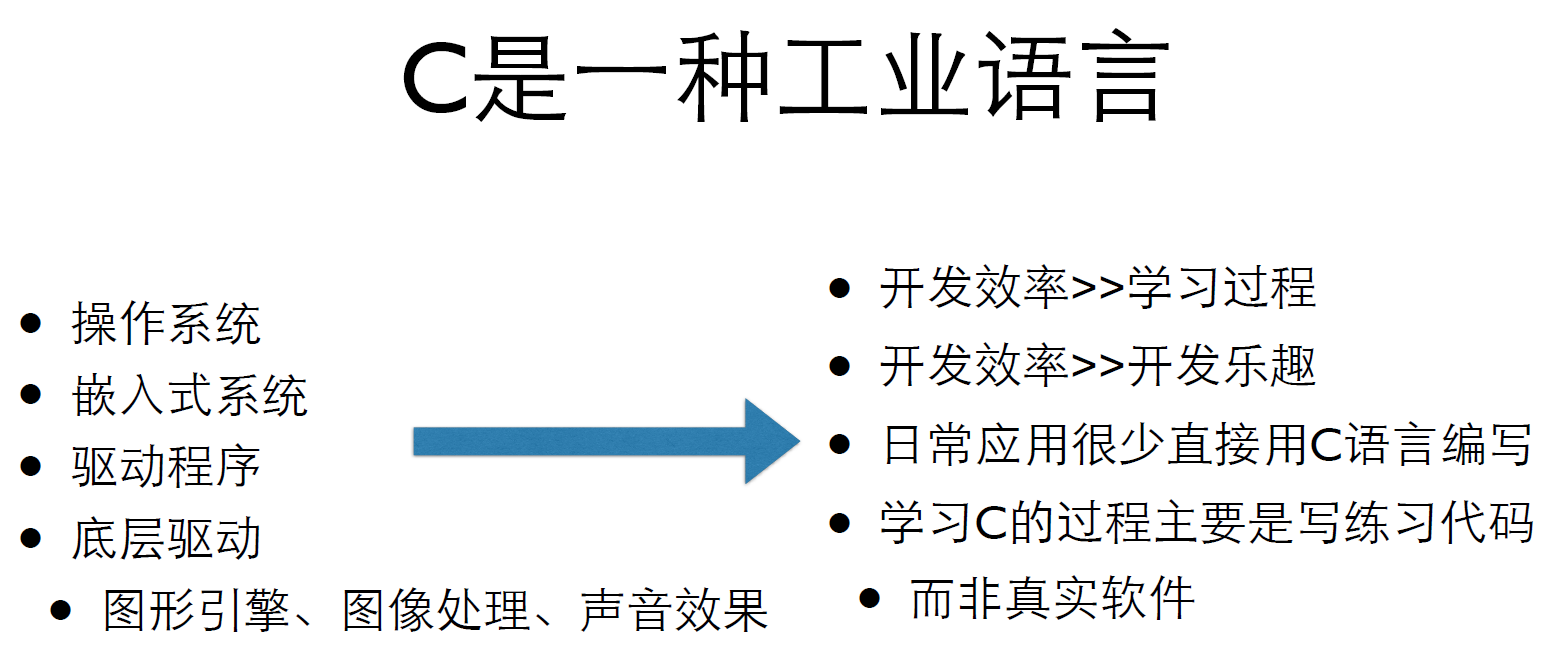 C是一种工业语言
• 操作系统
• 嵌入式系统
• 驱动程序
• 底层驱动
• 图形引擎、图像处理、声音效果
• 开发效率>>学习过程
• 开发效率>>开发乐趣
• 日常应用很少直接用C语言编写
• 学习C的过程主要是写练习代码
• 而非真实软件